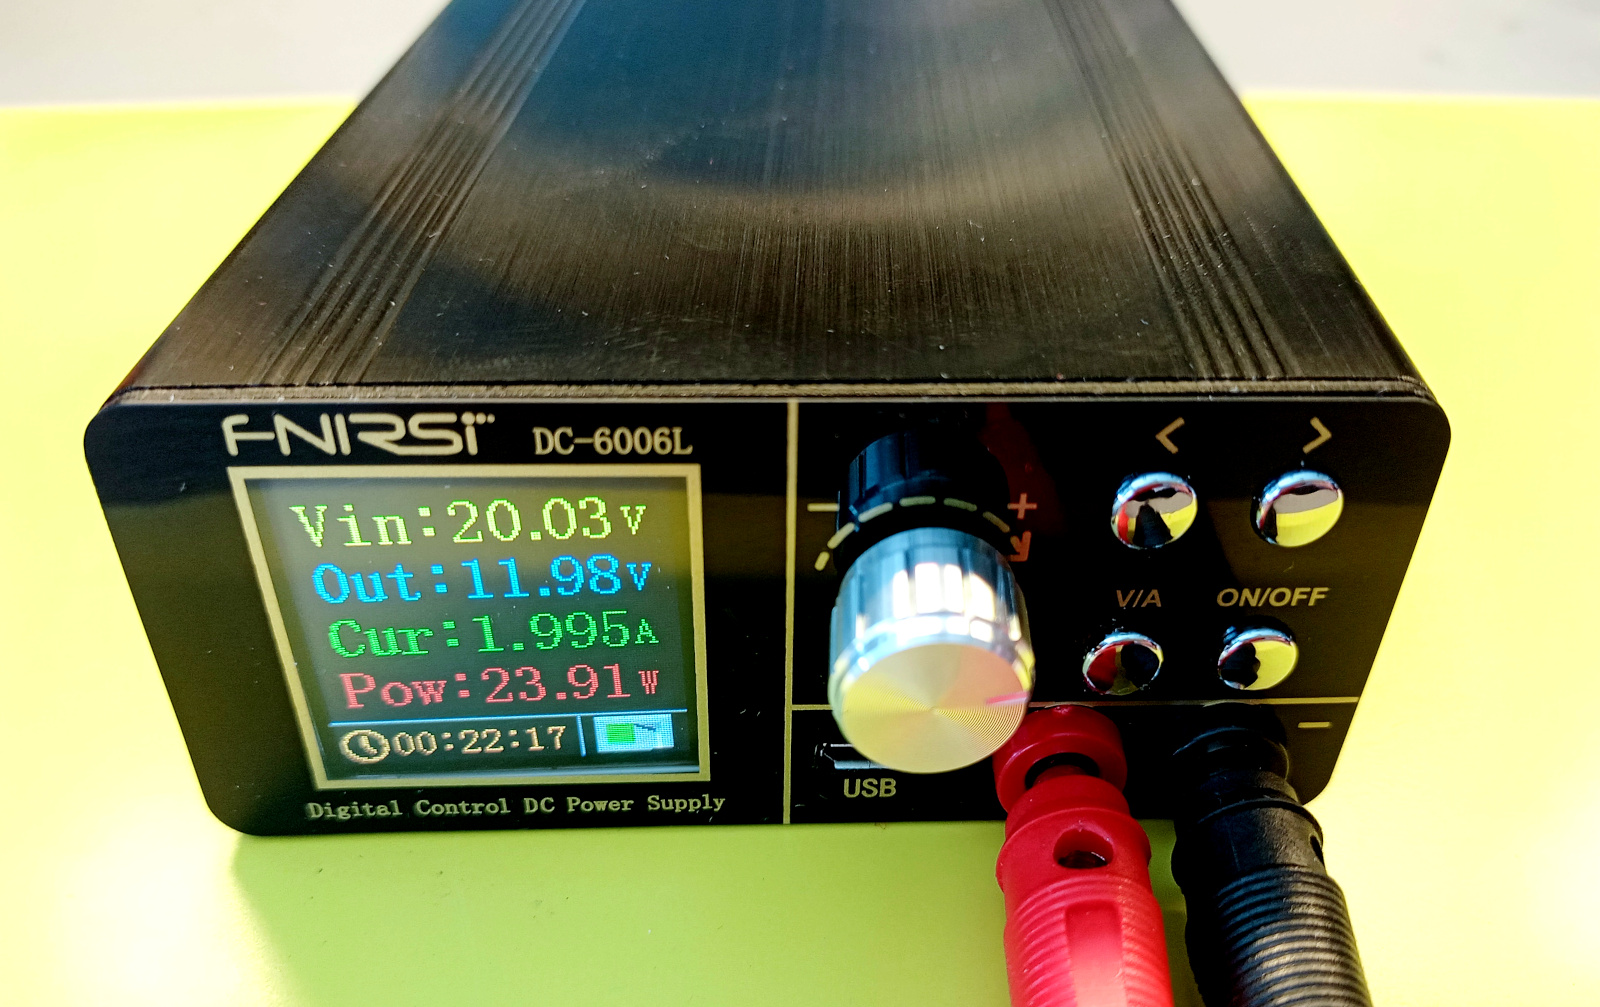 FNIRSI DC-6006L
Vin:20.03V
Out:11.98V
Cur:1.995A
Pow:23.91W
00:22:17
Digital Control DC Power Supply
− +
< >
V/A ON/OFF
USB
−